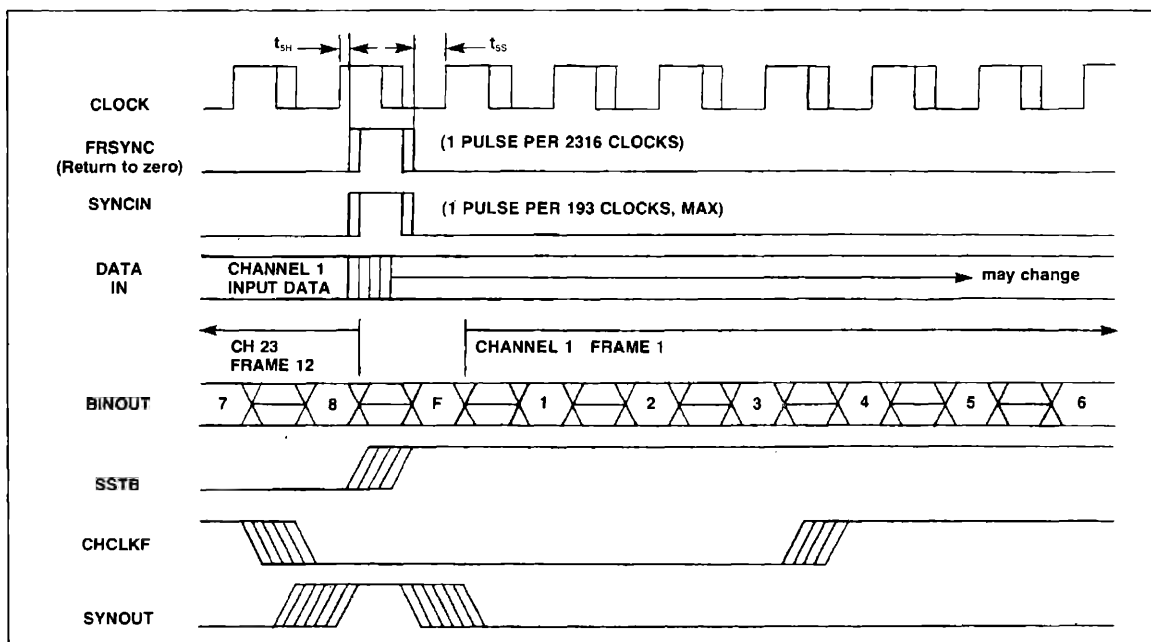 t5H
t5S
CLOCK
FRSYNC
(Return to zero)
(1 PULSE PER 2316 CLOCKS)
SYNCIN
(1 PULSE PER 193 CLOCKS, MAX)
DATA
IN
CHANNEL 1
INPUT DATA
may change
CH 23
FRAME 12
CHANNEL 1 FRAME 1
BINOUT
7 8 F 1 2 3 4 5 6
SSTB
CHCLKF
SYNOUT